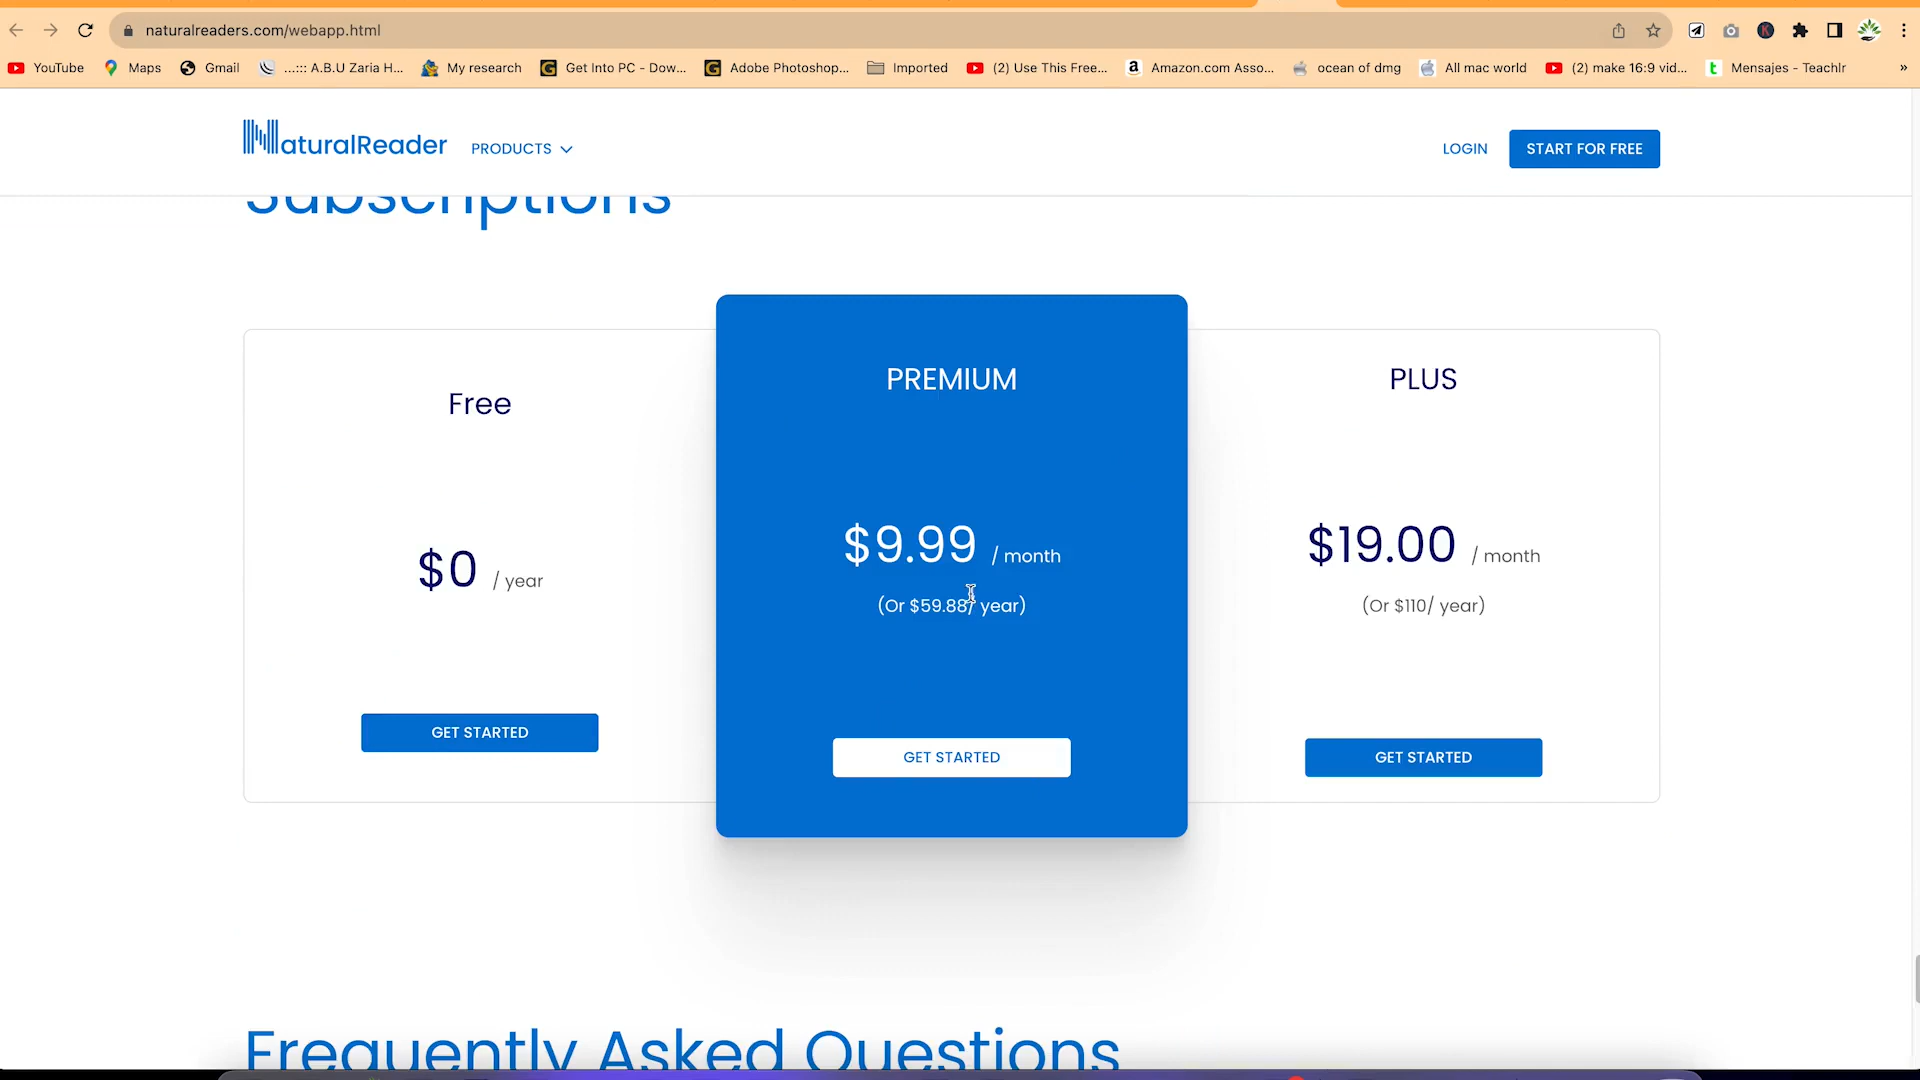 naturalreaders.com/webapp.html
YouTube Maps Gmail ...::: A.B.U Zaria H... My research Get Into PC - Dow... Adobe Photoshop... Imported (2) Use This Free... Amazon.com Asso... ocean of dmg All mac world (2) make 16:9 vid... Mensajes - Teachlr »
NaturalReader PRODUCTS LOGIN START FOR FREE
Subscriptions
Free
$0 / year
GET STARTED
PREMIUM
$9.99 / month
(Or $59.88/ year)
GET STARTED
PLUS
$19.00 / month
(Or $110/ year)
GET STARTED
Frequently Asked Questions